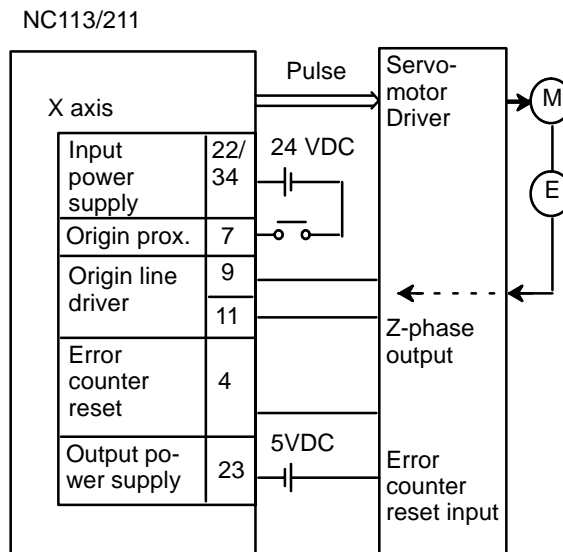 NC113/211
Pulse
Servo-
motor
Driver
M
X axis
Input
power
supply
22/
34
24 VDC
E
Origin prox.
7
Origin line
driver
9
11
Z-phase
output
Error
counter
reset
4
5VDC
Output po-
wer supply
23
Error
counter
reset input